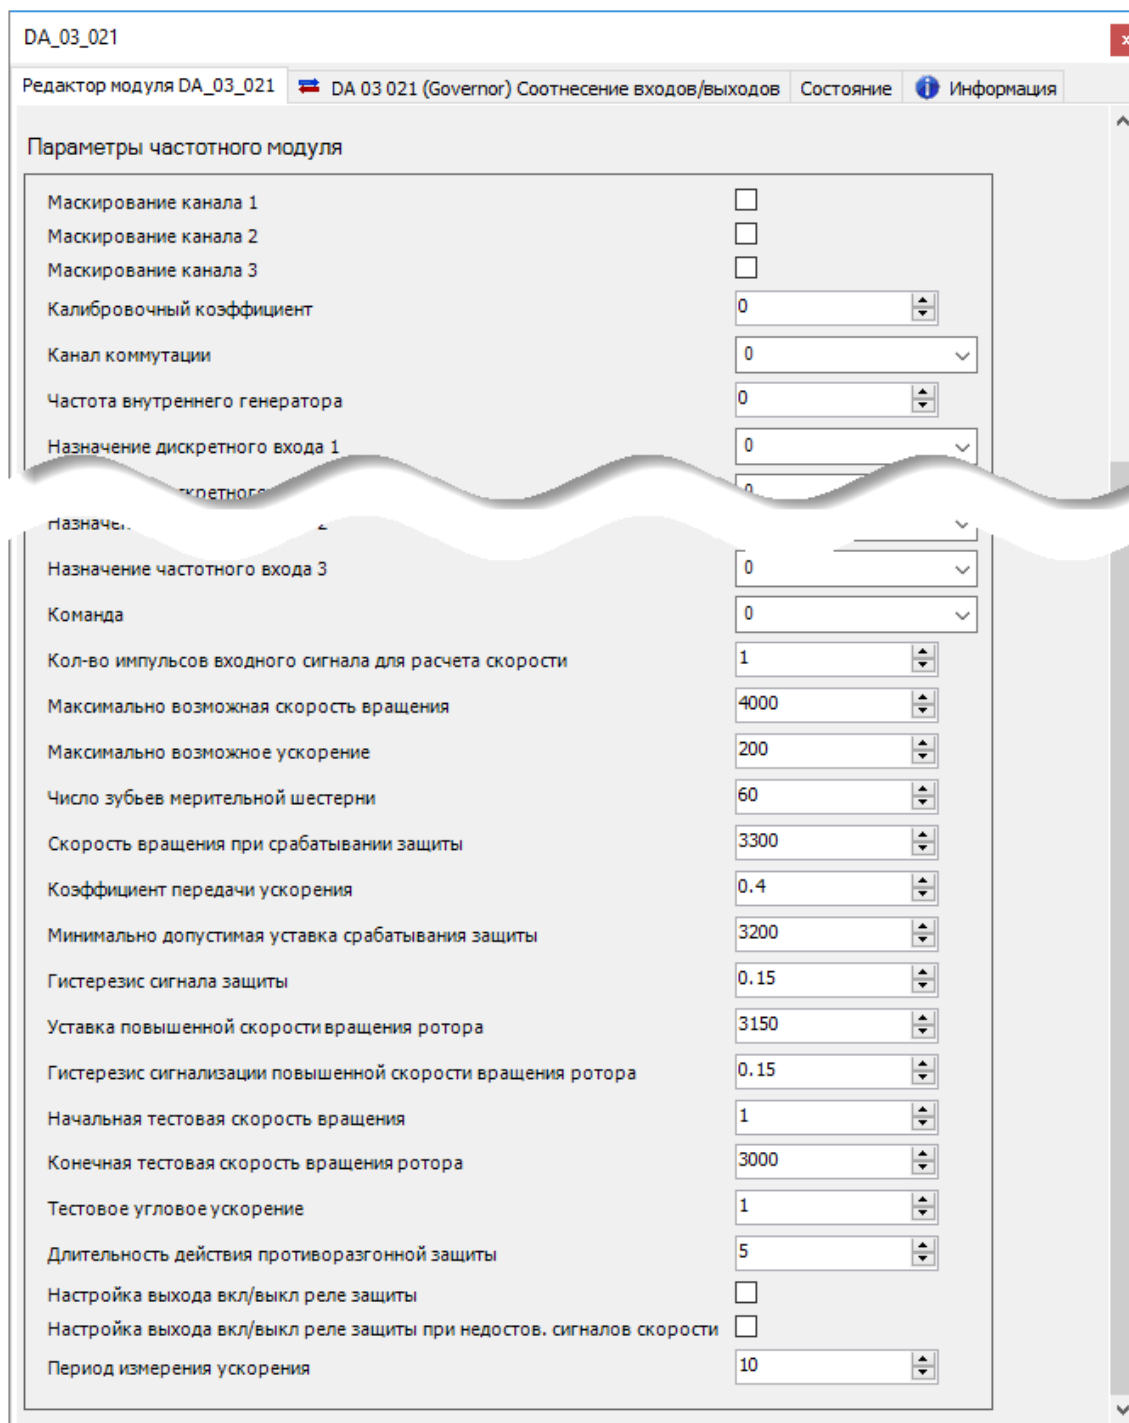 DA_03_021
x
Редактор модуля DA_03_021 DA 03 021 (Governor) Соотнесение входов/выходов Состояние Информация
Параметры частотного модуля
Маскирование канала 1
Маскирование канала 2
Маскирование канала 3
Калибровочный коэффициент 0
Канал коммутации 0
Частота внутреннего генератора 0
Назначение дискретного входа 1 0
Назначение частотного входа 3 0
Команда 0
Кол-во импульсов входного сигнала для расчета скорости 1
Максимально возможная скорость вращения 4000
Максимально возможное ускорение 200
Число зубьев мерительной шестерни 60
Скорость вращения при срабатывании защиты 3300
Коэффициент передачи ускорения 0.4
Минимально допустимая уставка срабатывания защиты 3200
Гистерезис сигнала защиты 0.15
Уставка повышенной скорости вращения ротора 3150
Гистерезис сигнализации повышенной скорости вращения ротора 0.15
Начальная тестовая скорость вращения 1
Конечная тестовая скорость вращения ротора 3000
Тестовое угловое ускорение 1
Длительность действия противоразгонной защиты 5
Настройка выхода вкл/выкл реле защиты
Настройка выхода вкл/выкл реле защиты при недостов. сигналов скорости
Период измерения ускорения 10